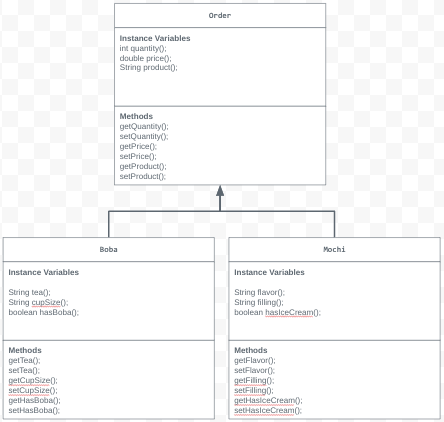 Order
Instance Variables
int quantity();
double price();
String product();
Methods
getQuantity();
setQuantity();
getPrice();
setPrice();
getProduct();
setProduct();
Boba
Instance Variables
String tea();
String cupSize();
boolean hasBoba();
Methods
getTea();
setTea();
getCupSize();
setCupSize();
getHasBoba();
setHasBoba();
Mochi
Instance Variables
String flavor();
String filling();
boolean hasIceCream();
Methods
getFlavor();
setFlavor();
getFilling();
setFilling();
getHasIceCream();
setHasIceCream();